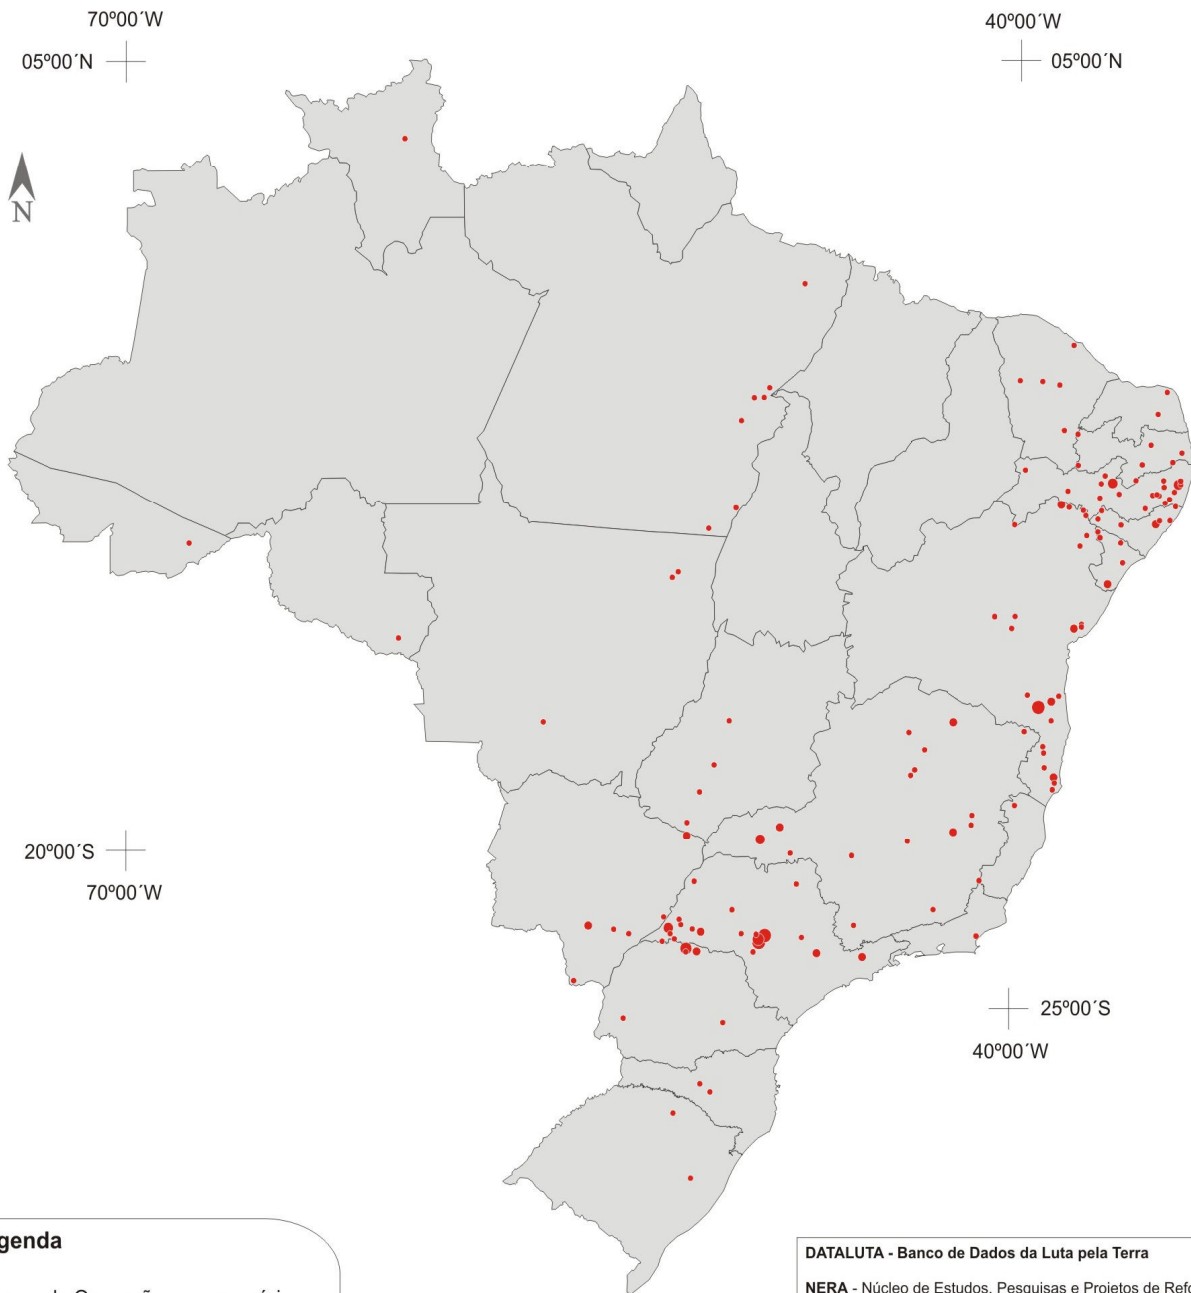 70º00´W
40º00´W
05º00´N
05º00´N
N
20º00´S
70º00´W
25º00´S
40º00´W
DATALUTA - Banco de Dados da Luta pela Terra
NERA - Núcleo de Estudos, Pesquisas e Projetos de